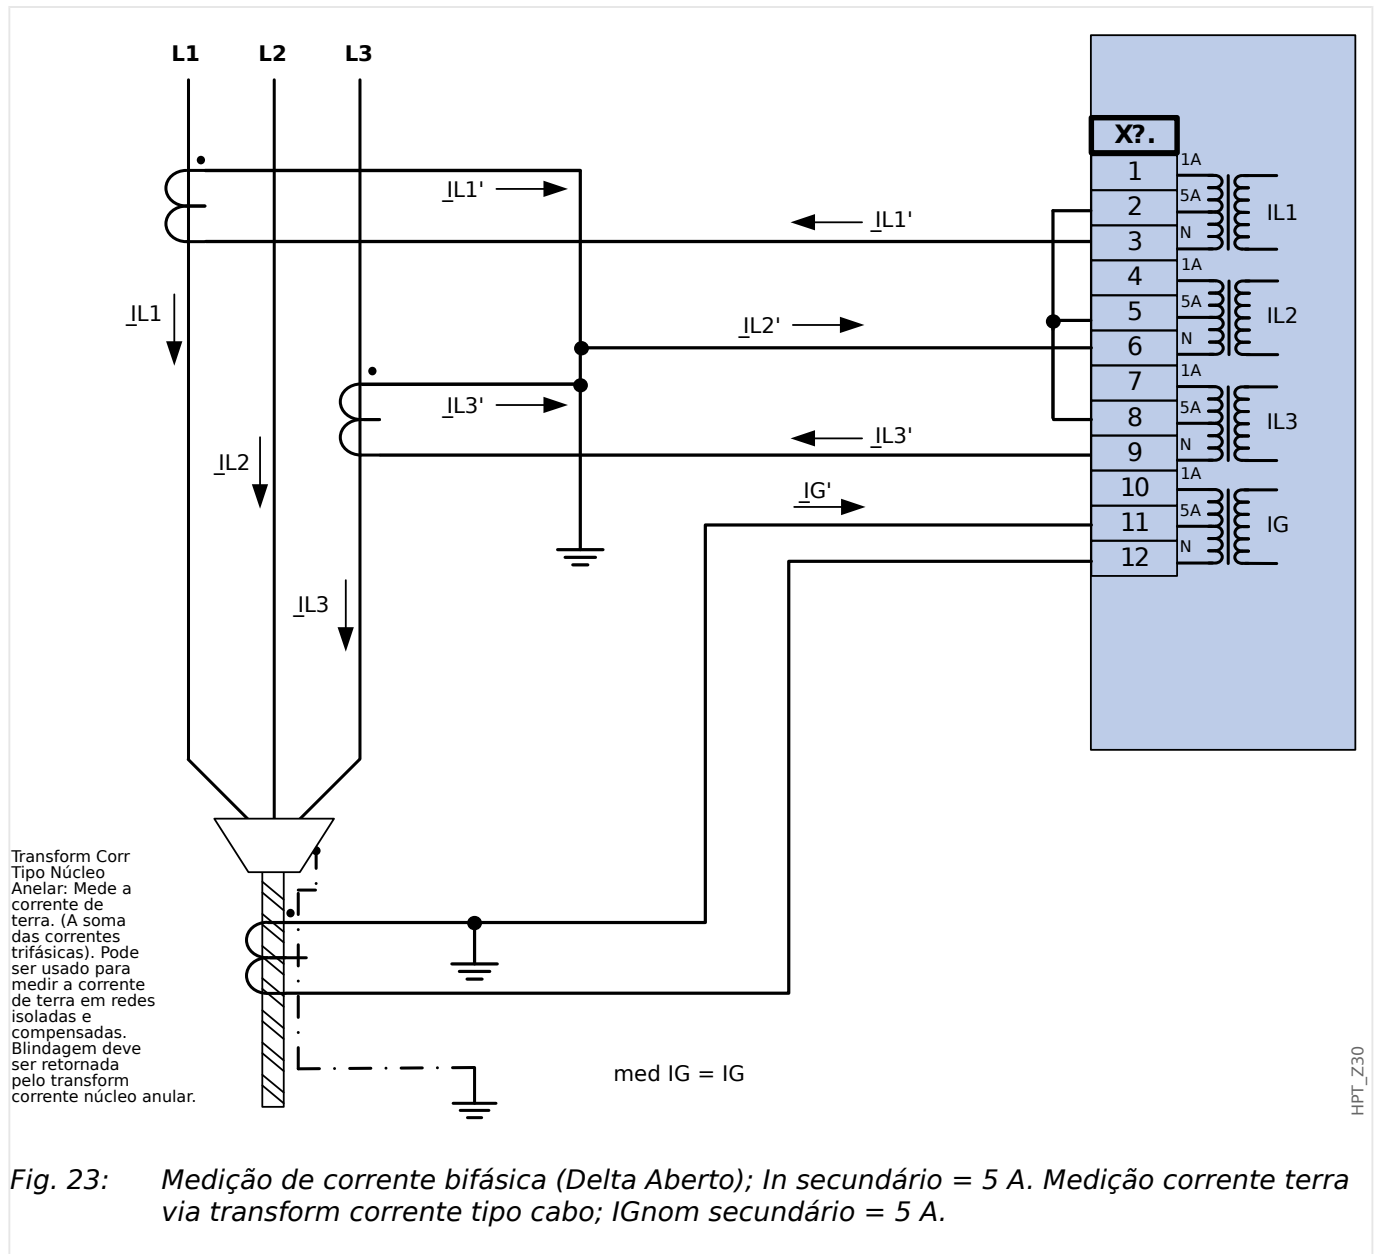 L1 L2 L3
X?.
1 1A
2 5A IL1
3 N
4 1A
5 5A IL2
6 N
7 1A
8 5A IL3
9 N
10 1A
11 5A IG
12 N
IL1'
IL1'
IL1
IL2'
IL3'
IL3'
IL2
IG'
IL3
Transform Corr
Tipo Núcleo
Anelar: Mede a
corrente de
terra. (A soma
das correntes
trifásicas). Pode
ser usado para
medir a corrente
de terra em redes
isoladas e
compensadas.
Blindagem deve
ser retornada
pelo transform
corrente núcleo anular.
med IG = IG
HPT_Z30
Fig. 23: Medição de corrente bifásica (Delta Aberto); In secundário = 5 A. Medição corrente terra
via transform corrente tipo cabo; IGnom secundário = 5 A.